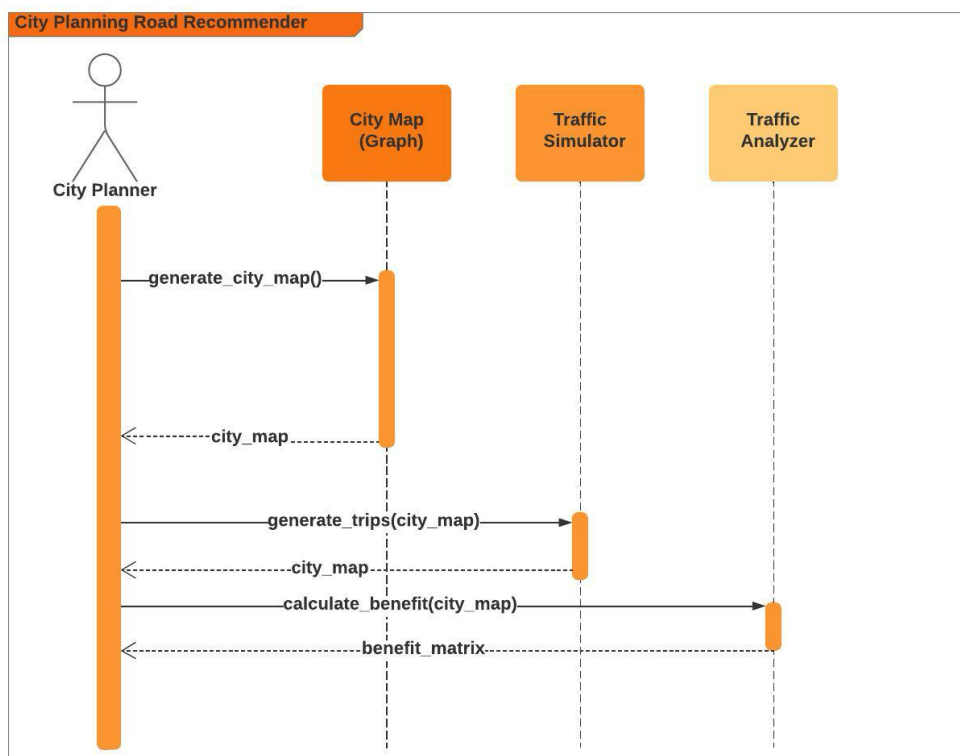 City Planning Road Recommender
City Map
(Graph)
Traffic
Simulator
Traffic
Analyzer
City Planner
generate_city_map()
city_map
generate_trips(city_map)
city_map
calculate_benefit(city_map)
benefit_matrix